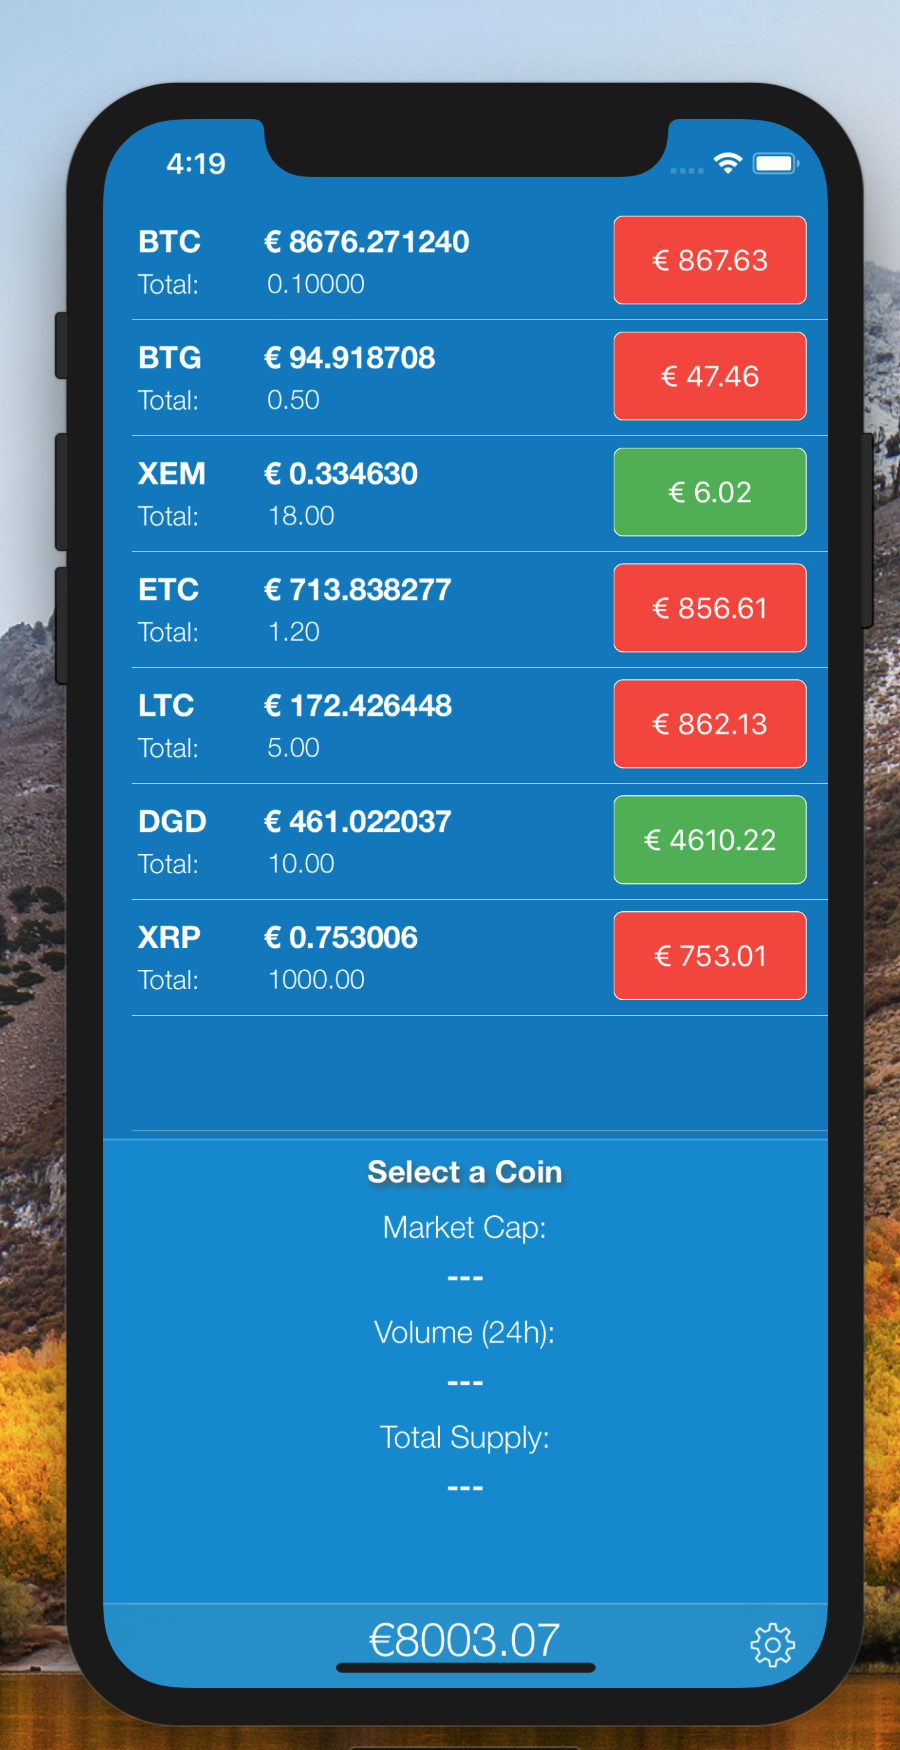 4:19
BTC € 8676.271240 € 867.63
Total: 0.10000
BTG € 94.918708 € 47.46
Total: 0.50
XEM € 0.334630 € 6.02
Total: 18.00
ETC € 713.838277 € 856.61
Total: 1.20
LTC € 172.426448 € 862.13
Total: 5.00
DGD € 461.022037 € 4610.22
Total: 10.00
XRP € 0.753006 € 753.01
Total: 1000.00
Select a Coin
Market Cap:
---
Volume (24h):
---
Total Supply:
---
€8003.07